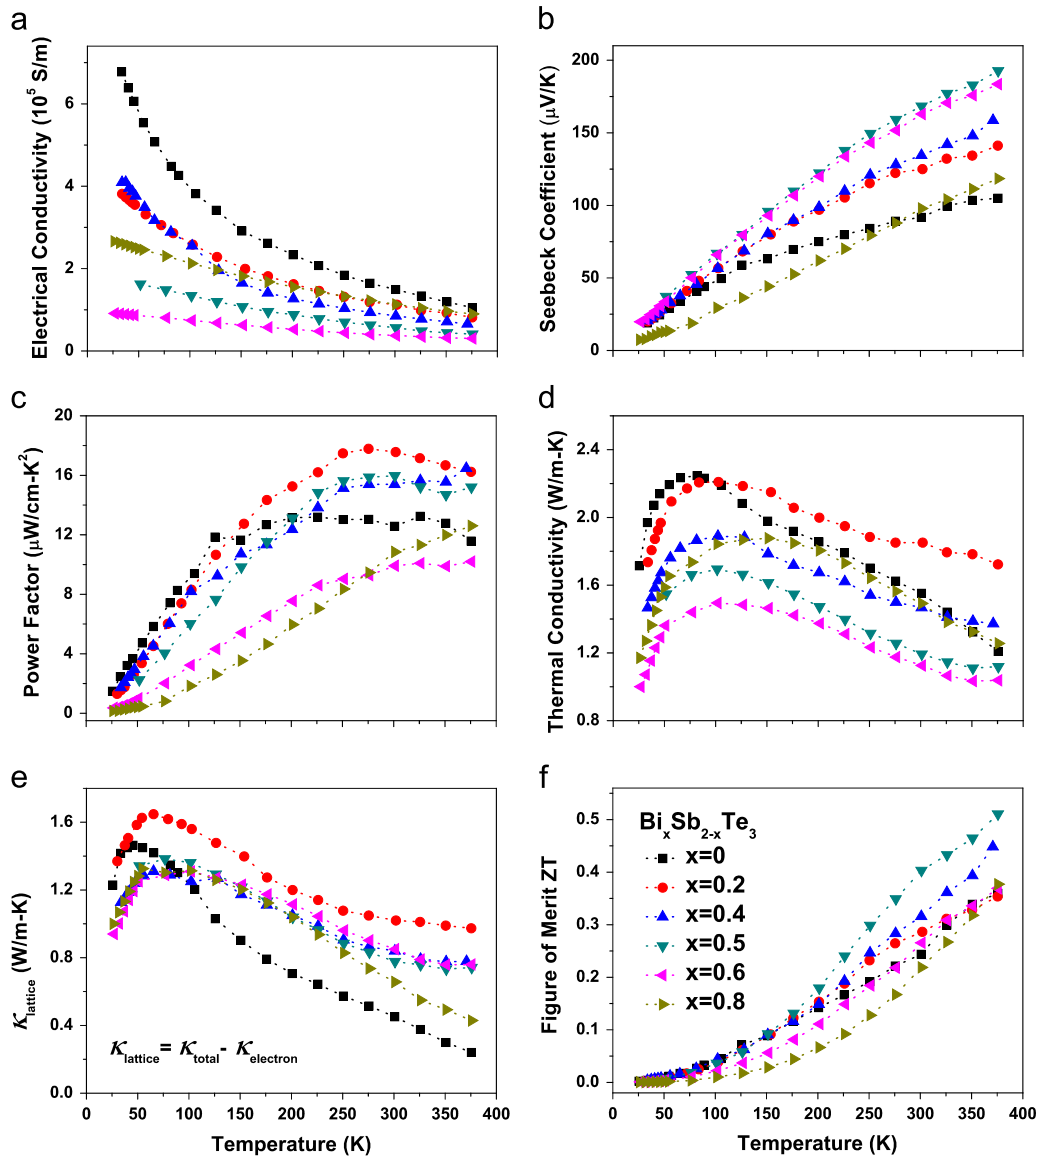 a
b
Electrical Conductivity (10⁵ S/m)
0
2
4
6
Seebeck Coefficient (μV/K)
0
50
100
150
200
c
d
Power Factor (μW/cm-K²)
0
4
8
12
16
20
Thermal Conductivity (W/m-K)
0.8
1.2
1.6
2.0
2.4
e
f
κlattice (W/m-K)
0.0
0.4
0.8
1.2
1.6
κlattice= κtotal- κelectron
0 50 100 150 200 250 300 350 400
Temperature (K)
Figure of Merit ZT
0.0
0.1
0.2
0.3
0.4
0.5
BiₓSb₂₋ₓTe₃
x=0
x=0.2
x=0.4
x=0.5
x=0.6
x=0.8
0 50 100 150 200 250 300 350 400
Temperature (K)